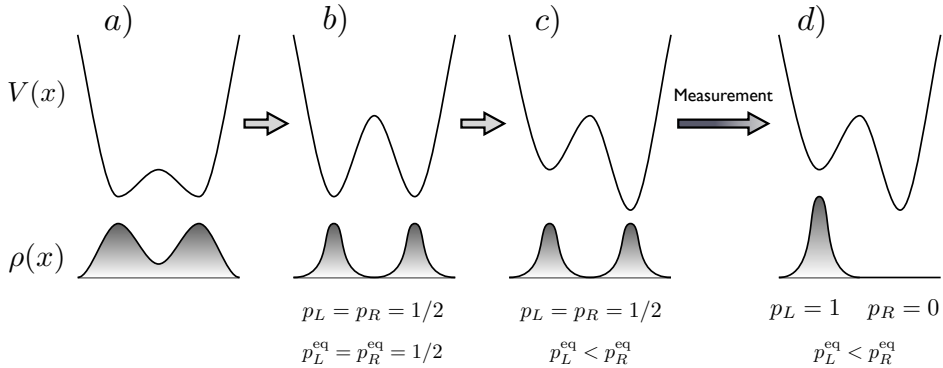 a) b) c) d)
V(x)
Measurement
ρ(x)
p_L = p_R = 1/2 p_L = p_R = 1/2 p_L = 1 p_R = 0
p_L^eq = p_R^eq = 1/2 p_L^eq < p_R^eq p_L^eq < p_R^eq